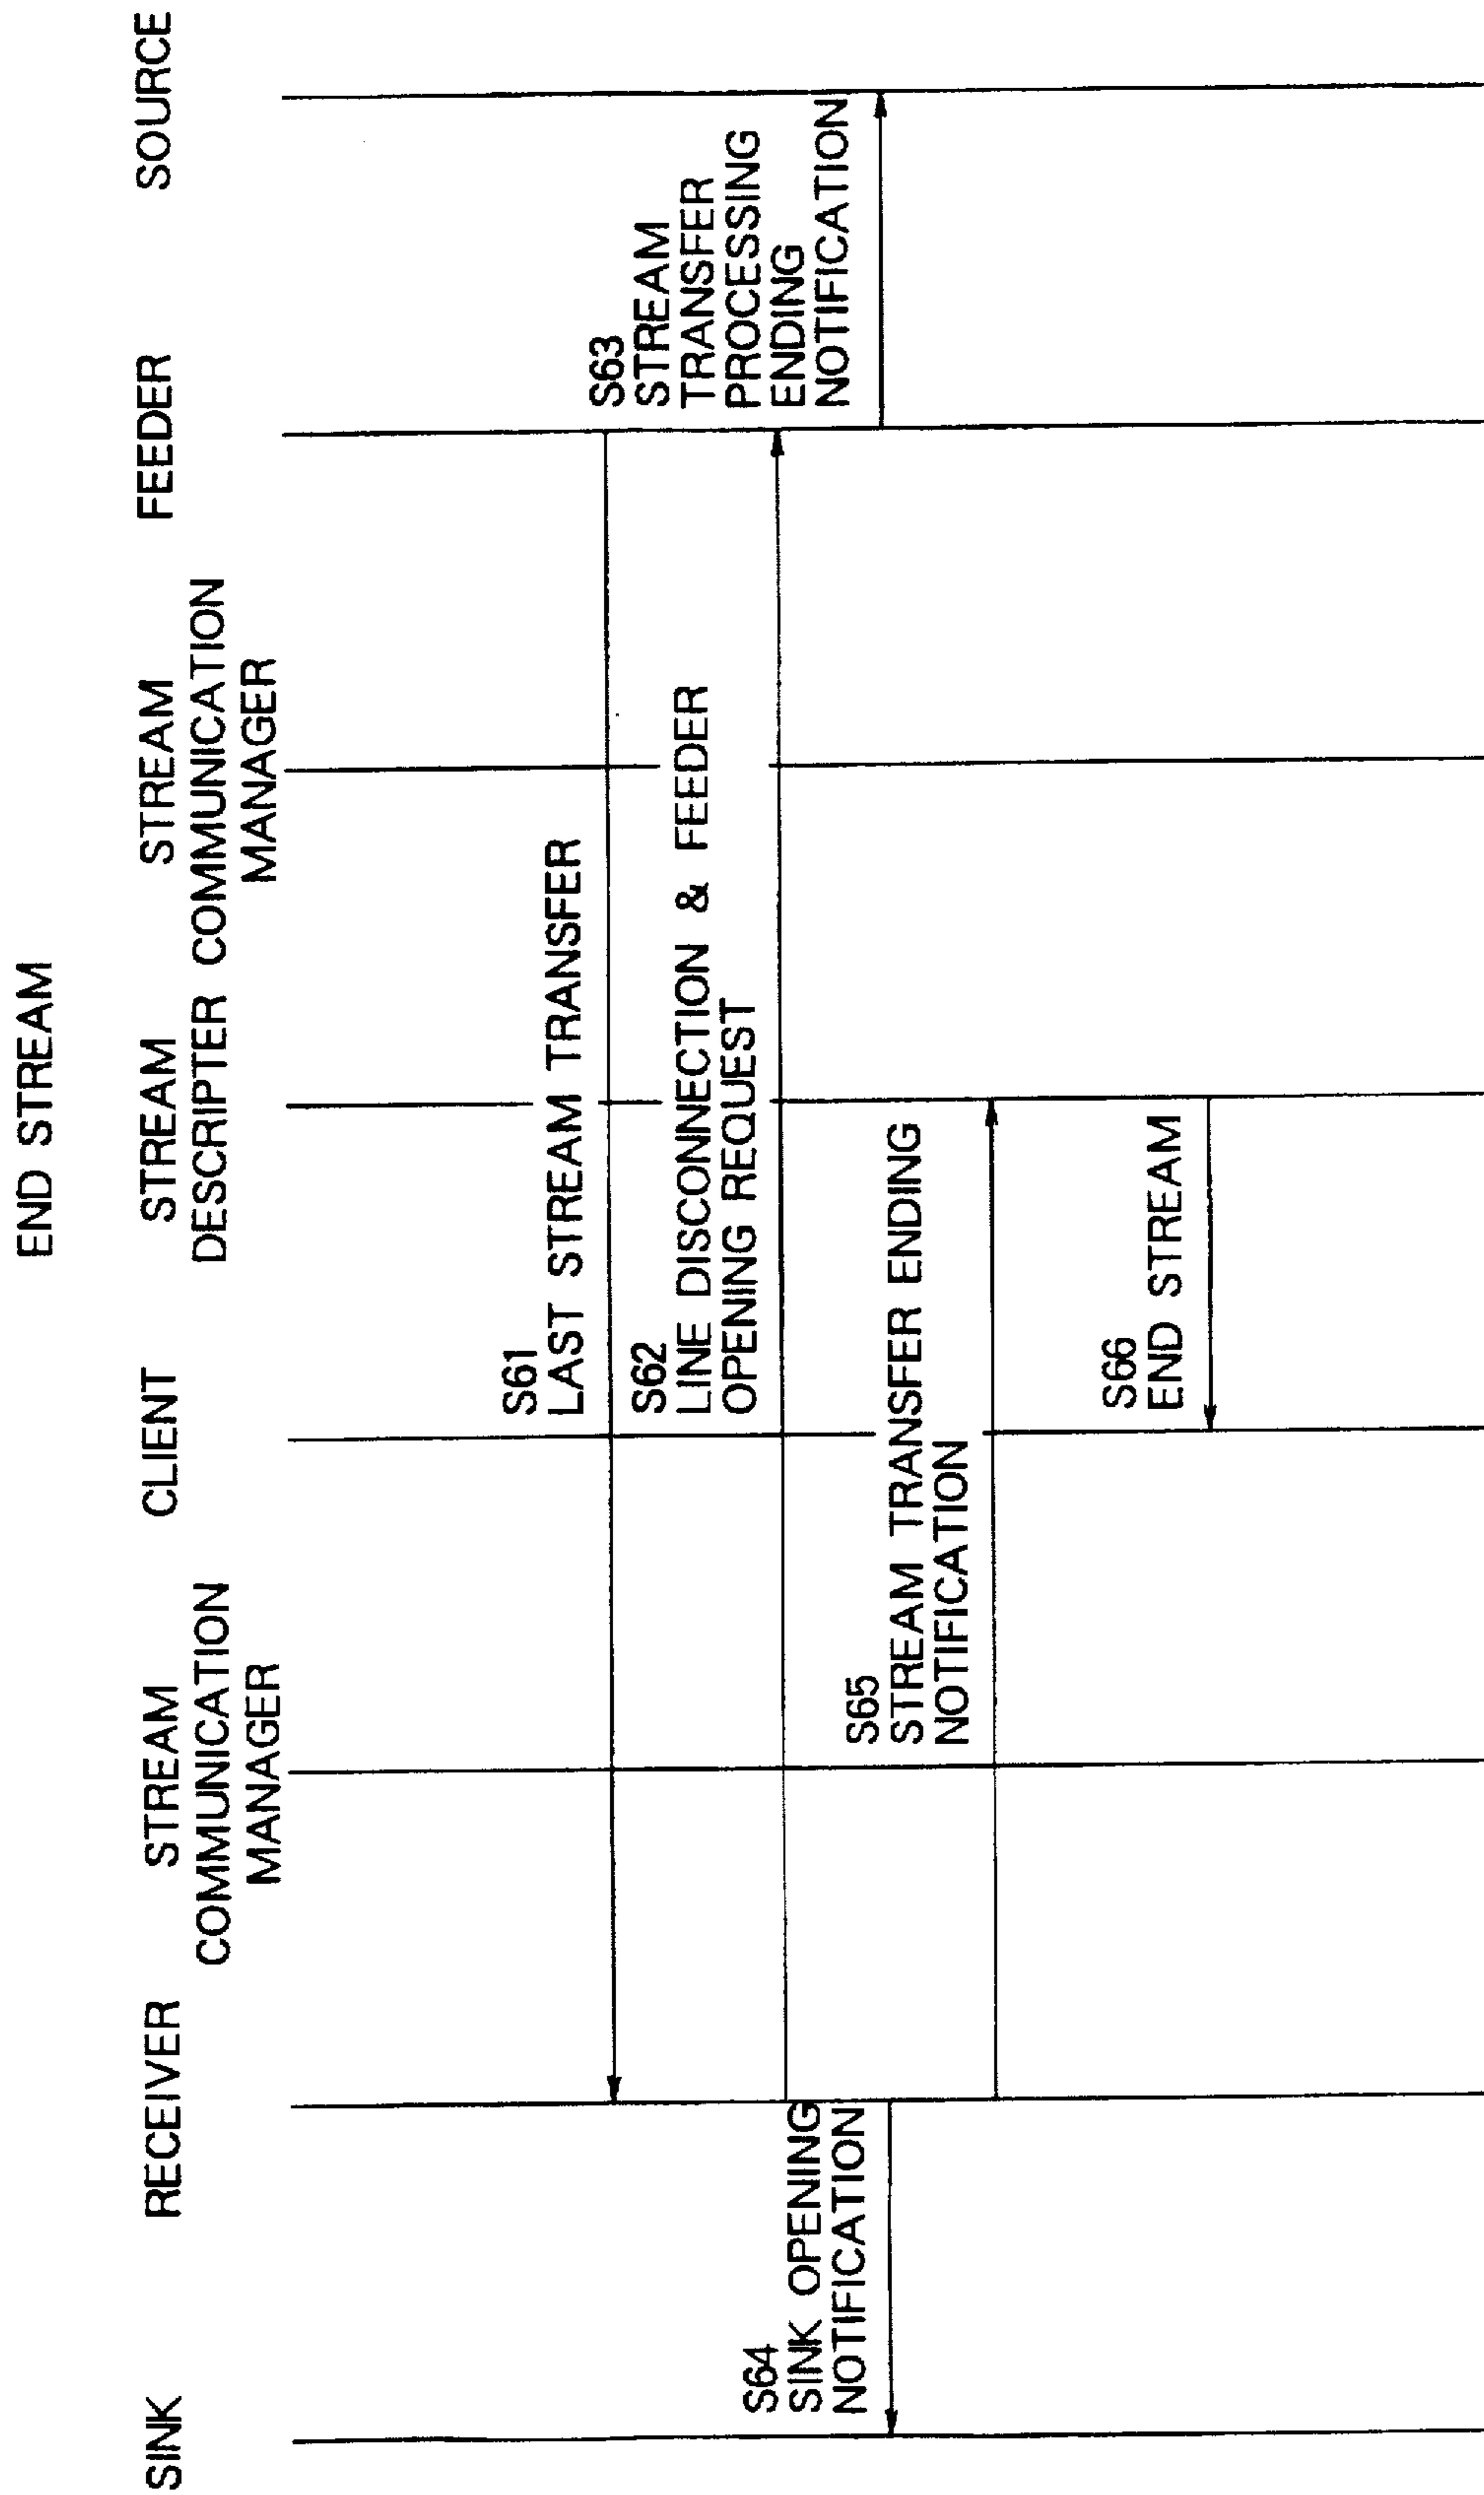 END STREAM
SINK
RECEIVER
STREAM
COMMUNICATION
MANAGER
CLIENT
STREAM
DESCRIPTER
STREAM
COMMUNICATION
MANAGER
FEEDER
SOURCE
S61
LAST STREAM TRANSFER
S62
LINE DISCONNECTION & FEEDER
OPENING REQUEST
S63
STREAM
TRANSFER
PROCESSING
ENDING
NOTIFICATION
S64
SINK OPENING
NOTIFICATION
S65
STREAM TRANSFER ENDING
NOTIFICATION
S66
END STREAM